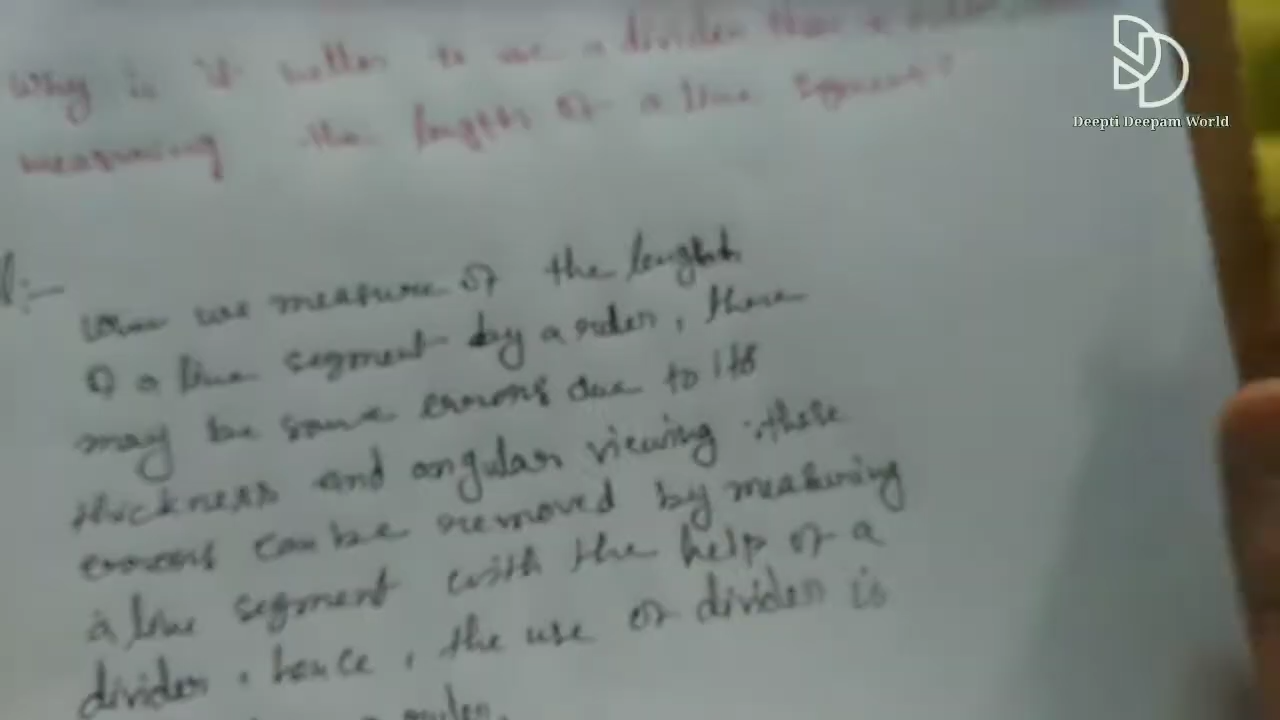 Why is it better to use a divider than a ruler
measuring the length of a line segment?
Deepti Deepam World
When we measure of the length
of a line segment by a ruler, there
may be some errors due to its
thickness and angular viewing. these
errors can be removed by measuring
a line segment with the help of a
divider. hence, the use of divider is
ruler.